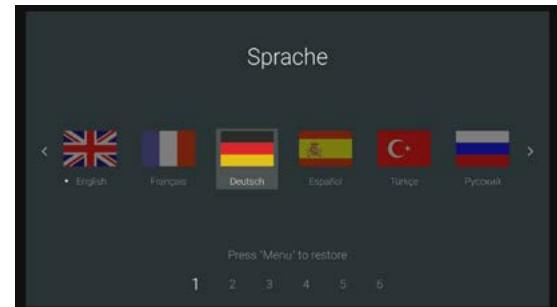 Sprache
• English Français Deutsch Español Türkçe Русский
Press "Menu" to restore
1 2 3 4 5 6